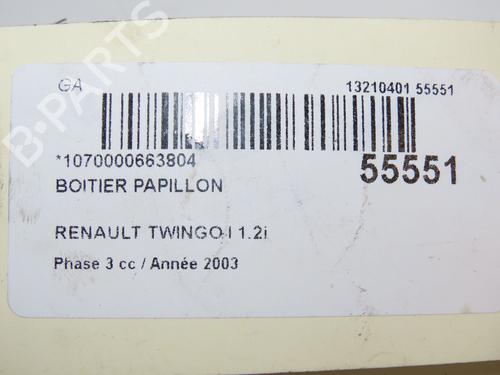 GA
13210401 55551
*1070000663804
55551
BOITIER PAPILLON
RENAULT TWINGO I 1.2i
Phase 3 cc / Année 2003
B-PARTS